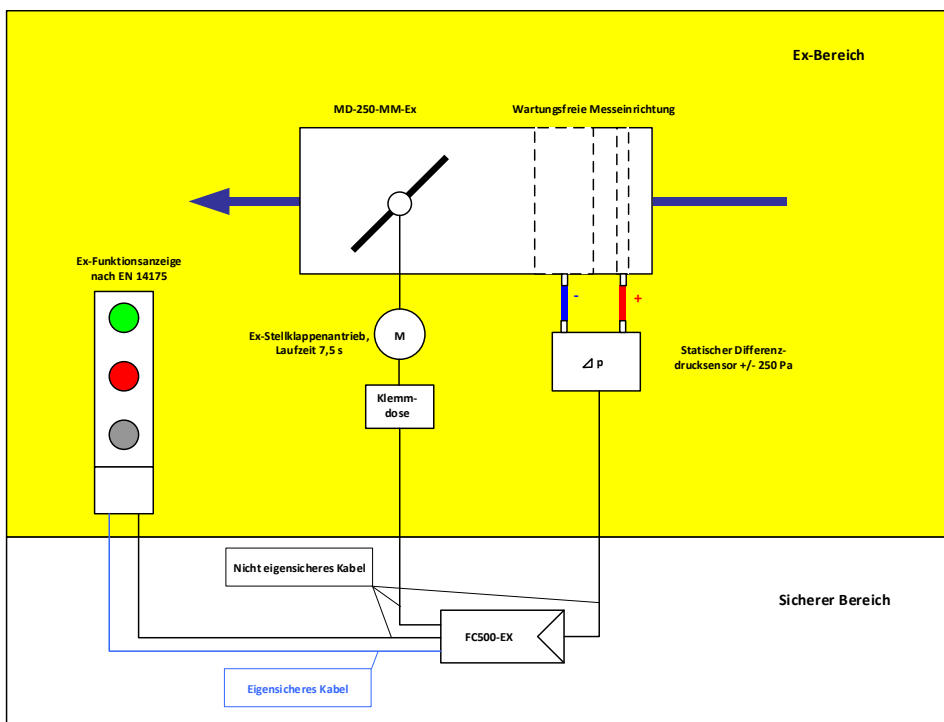 Ex-Bereich
MD-250-MM-Ex
Wartungsfreie Messeinrichtung
Ex-Funktionsanzeige
nach EN 14175
-
+
Ex-Stellklappenantrieb,
Laufzeit 7,5 s
M
⊿ p
Statischer Differenz-
drucksensor +/- 250 Pa
Klemm-
dose
Nicht eigensicheres Kabel
Sicherer Bereich
FC500-EX
Eigensicheres Kabel